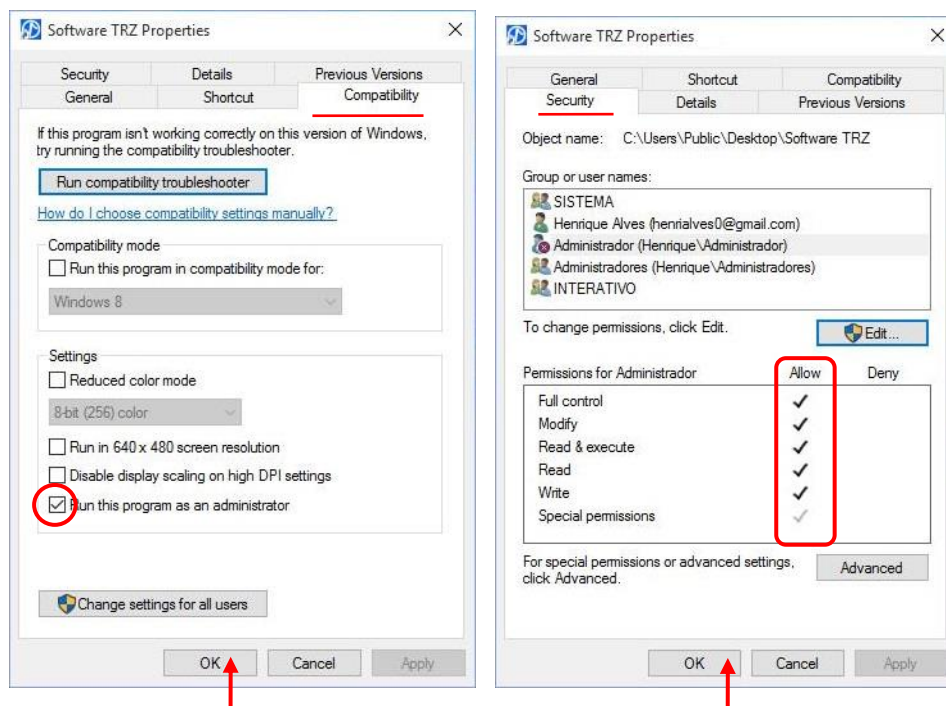 Software TRZ Properties
Security Details Previous Versions
General Shortcut Compatibility
If this program isn't working correctly on this version of Windows,
try running the compatibility troubleshooter.
Run compatibility troubleshooter
How do I choose compatibility settings manually?
Compatibility mode
Run this program in compatibility mode for:
Windows 8
Settings
Reduced color mode
8-bit (256) color
Run in 640 x 480 screen resolution
Disable display scaling on high DPI settings
Run this program as an administrator
Change settings for all users
OK Cancel Apply
Software TRZ Properties
General Shortcut Compatibility
Security Details Previous Versions
Object name: C:\Users\Public\Desktop\Software TRZ
Group or user names:
SISTEMA
Henrique Alves (henrialves0@gmail.com)
Administrador (Henrique\Administrador)
Administradores (Henrique\Administradores)
INTERATIVO
To change permissions, click Edit.
Edit...
Permissions for Administrador Allow Deny
Full control
Modify
Read & execute
Read
Write
Special permissions
For special permissions or advanced settings,
click Advanced.
Advanced
OK Cancel Apply